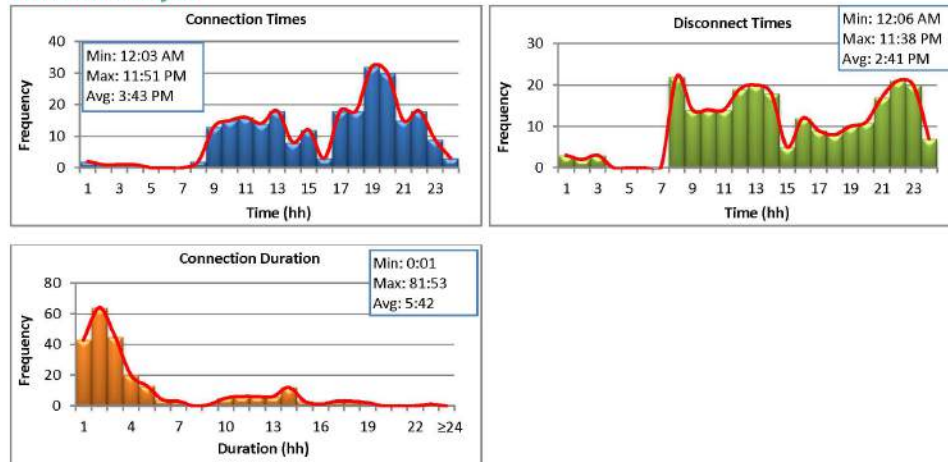 Connection Times
Min: 12:03 AM
Max: 11:51 PM
Avg: 3:43 PM
Frequency
40
30
20
10
0
1 3 5 7 9 11 13 15 17 19 21 23
Time (hh)
Disconnect Times
Min: 12:06 AM
Max: 11:38 PM
Avg: 2:41 PM
Frequency
30
20
10
0
1 3 5 7 9 11 13 15 17 19 21 23
Time (hh)
Connection Duration
Min: 0:01
Max: 81:53
Avg: 5:42
Frequency
80
60
40
20
0
1 4 7 10 13 16 19 22 ≥24
Duration (hh)